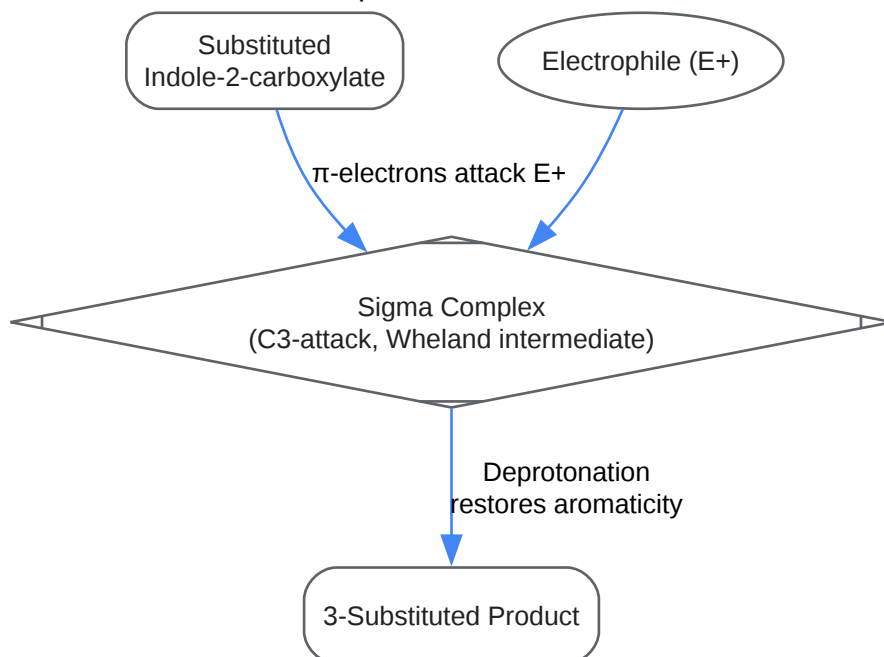 Substituted
Indole-2-carboxylate
Electrophile (E+)
π-electrons attack E+
Sigma Complex
(C3-attack, Wheland intermediate)
Deprotonation
restores aromaticity
3-Substituted Product